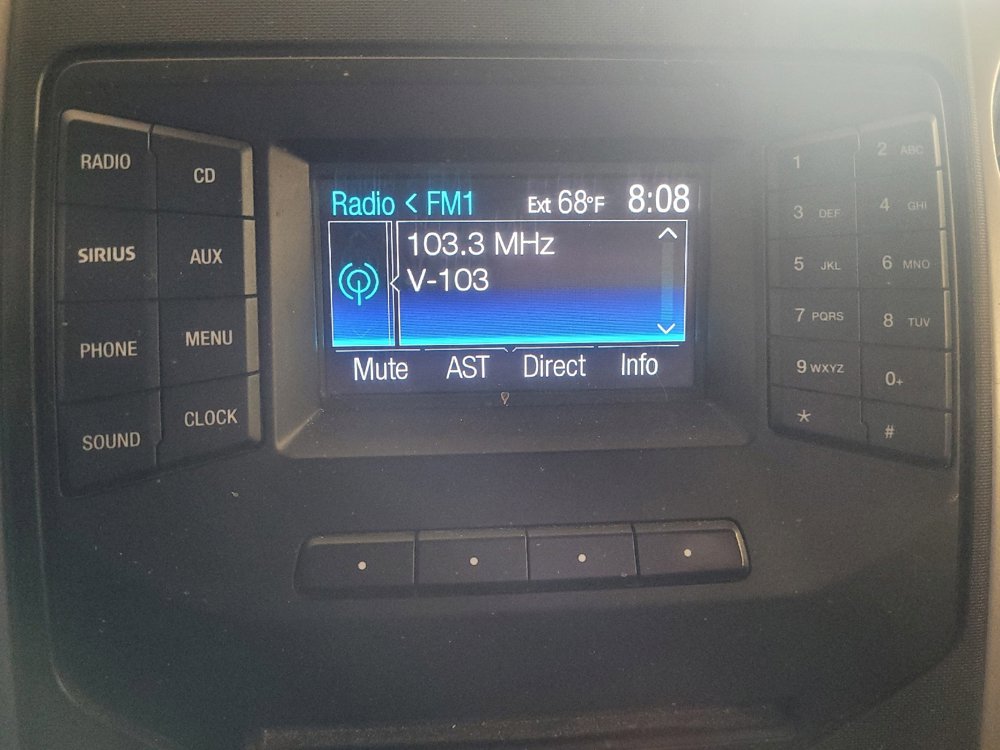 RADIO
CD
SIRIUS
AUX
PHONE
MENU
SOUND
CLOCK
Radio < FM1 Ext 68°F 8:08
103.3 MHz
V-103
Mute AST Direct Info
1 2 ABC
3 DEF 4 GHI
5 JKL 6 MNO
7 PQRS 8 TUV
9 WXYZ 0+
* #